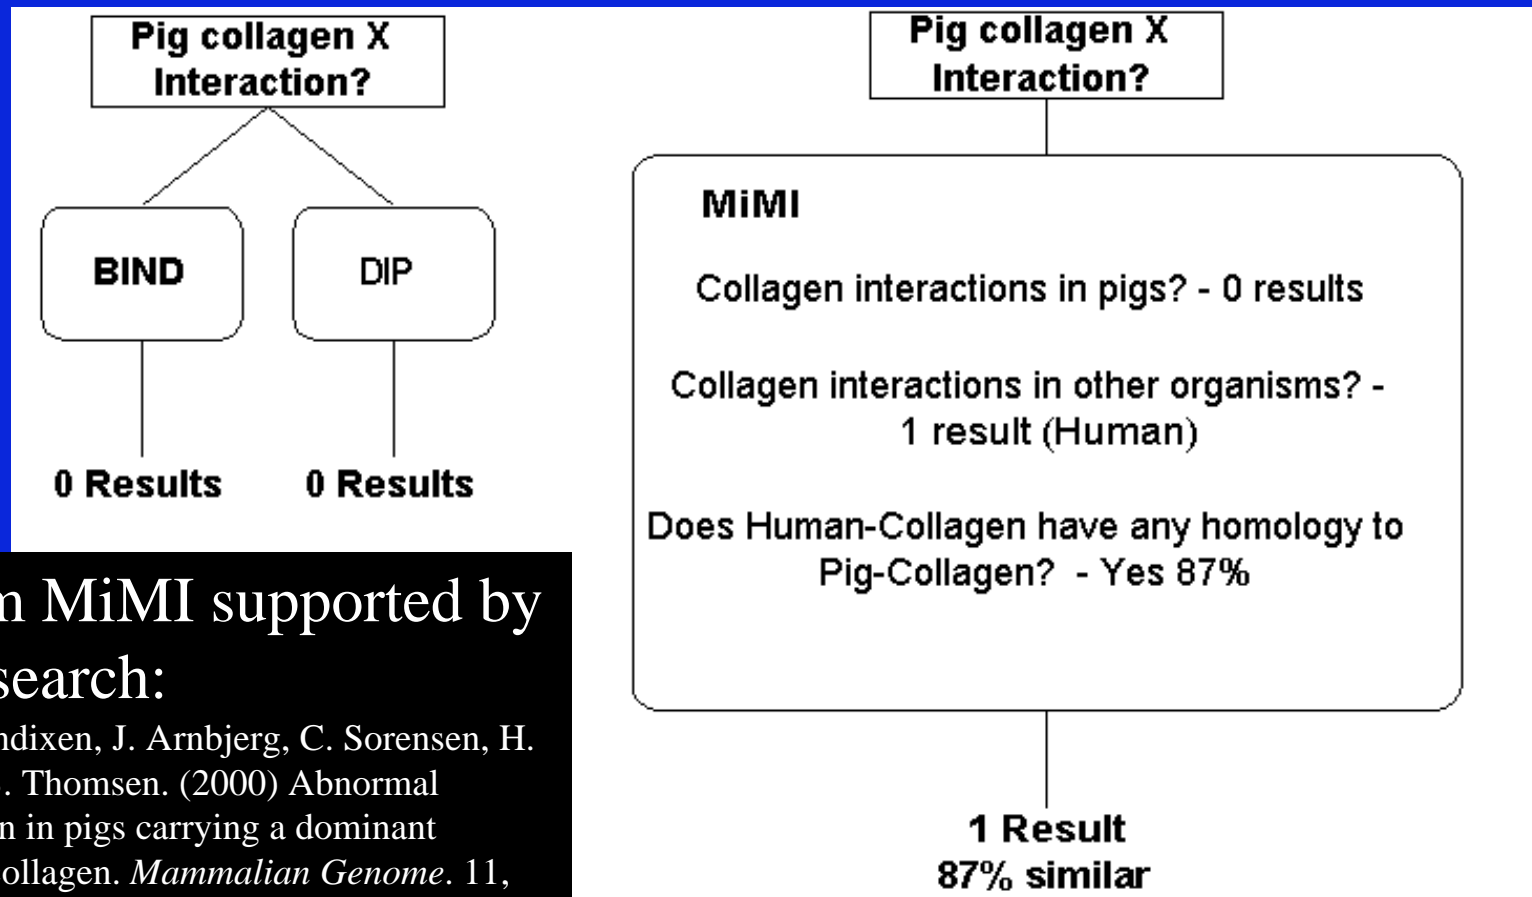 Pig collagen X
Interaction?
BIND
DIP
0 Results
0 Results
Pig collagen X
Interaction?
MiMI
Collagen interactions in pigs? - 0 results
Collagen interactions in other organisms? -
1 result (Human)
Does Human-Collagen have any homology to
Pig-Collagen? - Yes 87%
1 Result
87% similar
MiMI supported by
search:
ndixen, J. Arnbjerg, C. Sorensen, H.
. Thomsen. (2000) Abnormal
n in pigs carrying a dominant
ollagen. Mammalian Genome. 11,